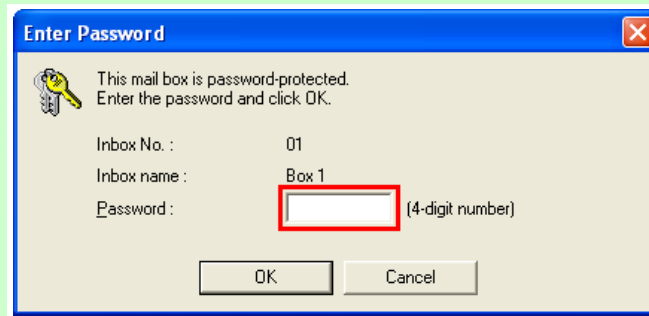 Enter Password
This mail box is password-protected.
Enter the password and click OK.
Inbox No. : 01
Inbox name : Box 1
Password : (4-digit number)
OK Cancel